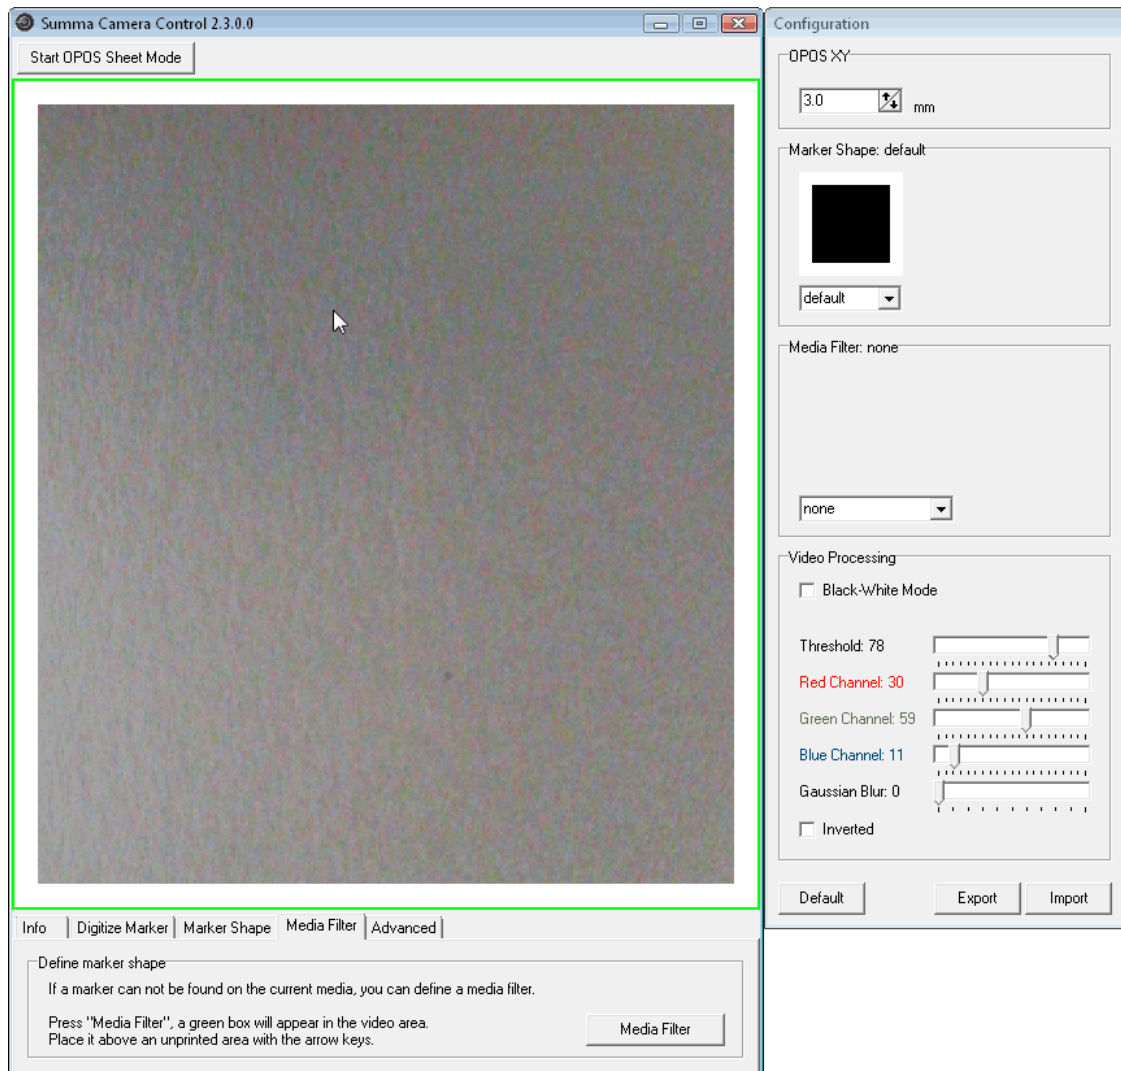 Summa Camera Control 2.3.0.0
Start OPOS Sheet Mode
Info
Digitize Marker
Marker Shape
Media Filter
Advanced
Define marker shape
If a marker can not be found on the current media, you can define a media filter.
Press "Media Filter", a green box will appear in the video area.
Place it above an unprinted area with the arrow keys.
Media Filter
Configuration
OPOS XY
3.0
mm
Marker Shape: default
default
Media Filter: none
none
Video Processing
Black-White Mode
Threshold: 78
Red Channel: 30
Green Channel: 59
Blue Channel: 11
Gaussian Blur: 0
Inverted
Default
Export
Import